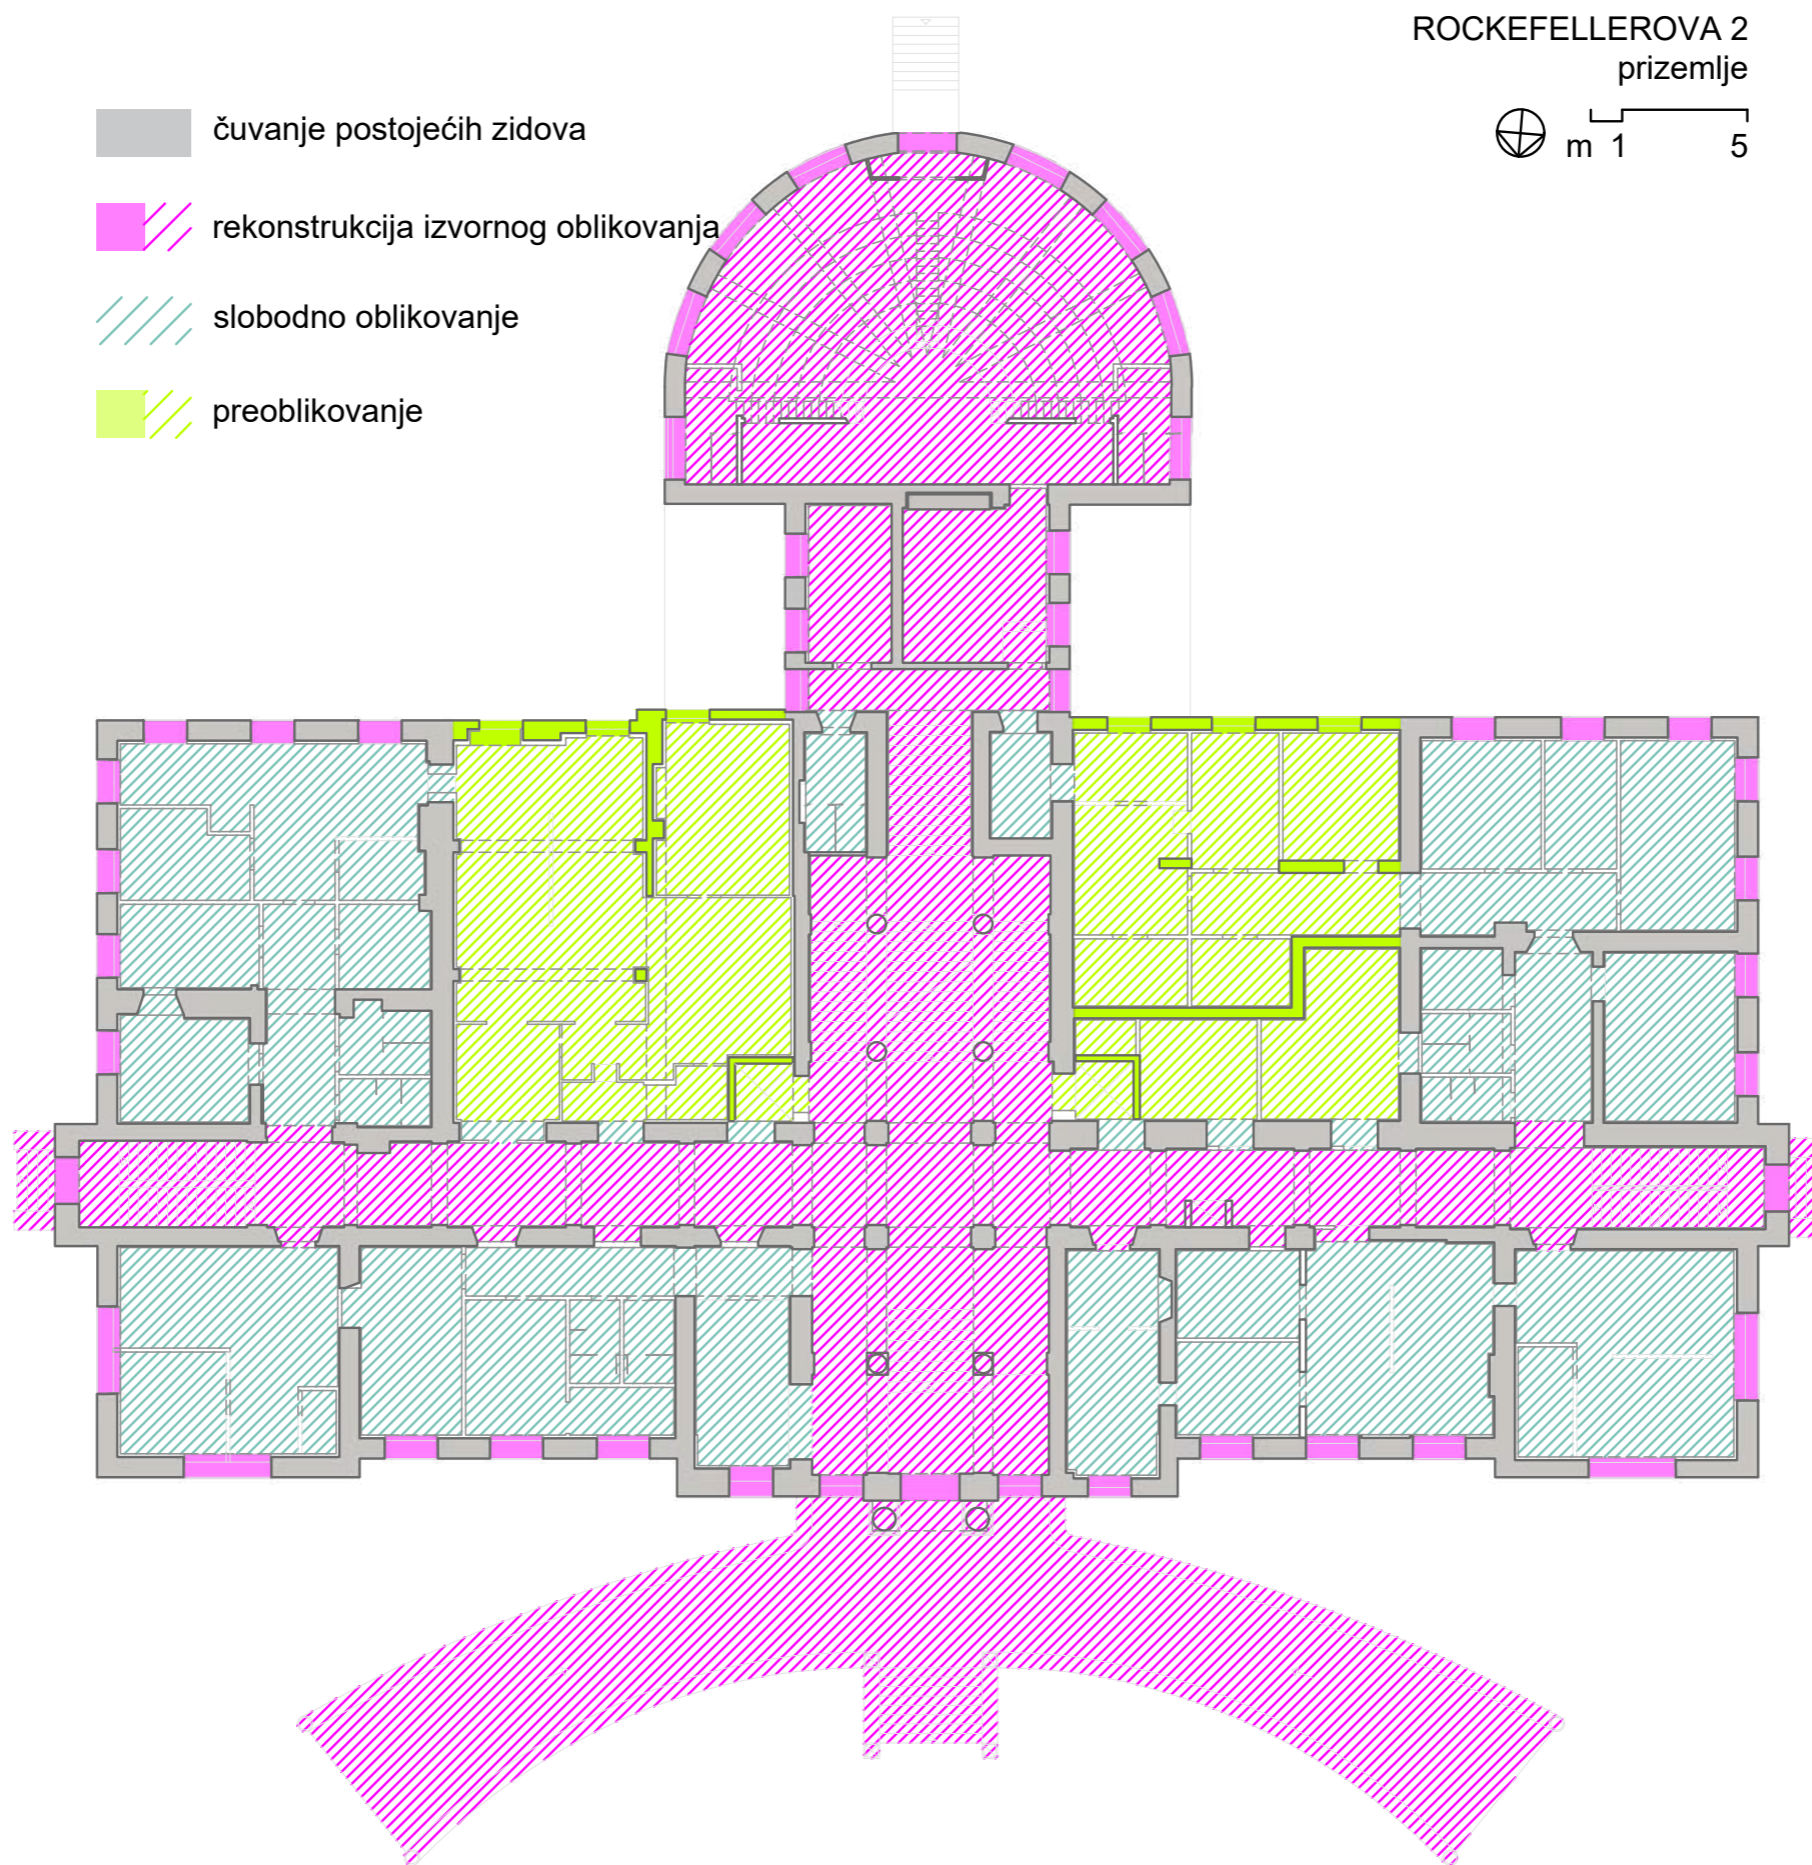 ROCKEFELLEROVA 2
prizemlje
m 1 5
čuvanje postojećih zidova
rekonstrukcija izvornog oblikovanja
slobodno oblikovanje
preoblikovanje